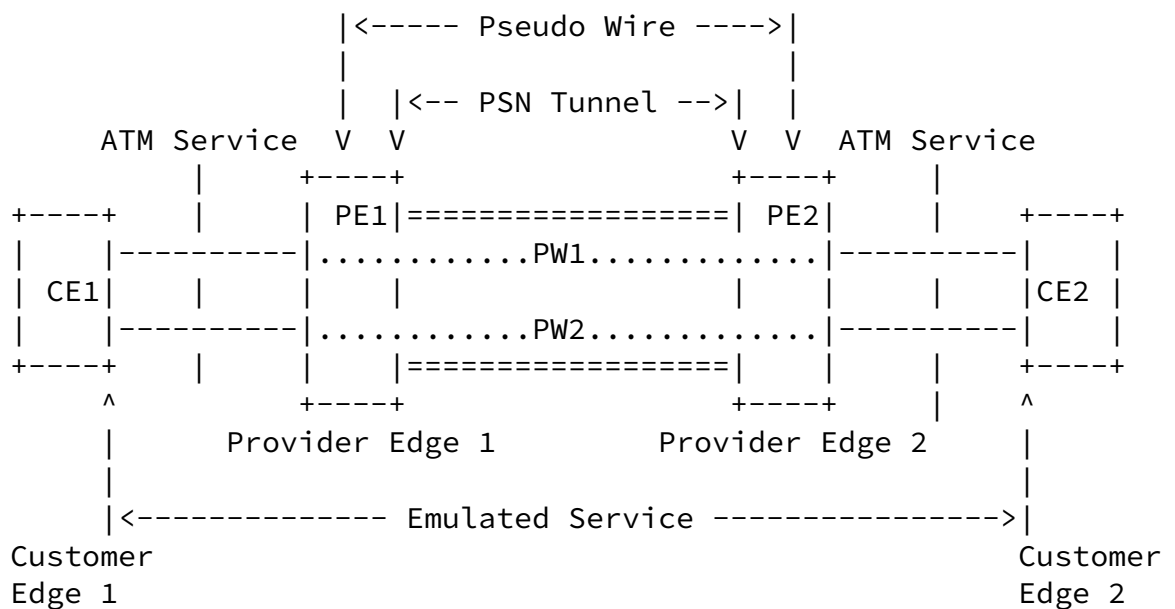 |<----- Pseudo Wire ---->|
|                        |
|  |<-- PSN Tunnel -->|  |
ATM Service  V  V                  V  V  ATM Service
|     +----+                  +----+     |
+----+    |     | PE1|==================| PE2|     |    +----+
|    |----------|............PW1.............|----------|    |
| CE1|    |     |    |                  |    |     |    |CE2 |
|    |----------|............PW2.............|----------|    |
+----+    |     |    |==================|    |     |    +----+
^          +----+                  +----+     |    ^
|      Provider Edge 1         Provider Edge 2     |
|                                                  |
|<-------------- Emulated Service ---------------->|
Customer                                                Customer
Edge 1                                                  Edge 2